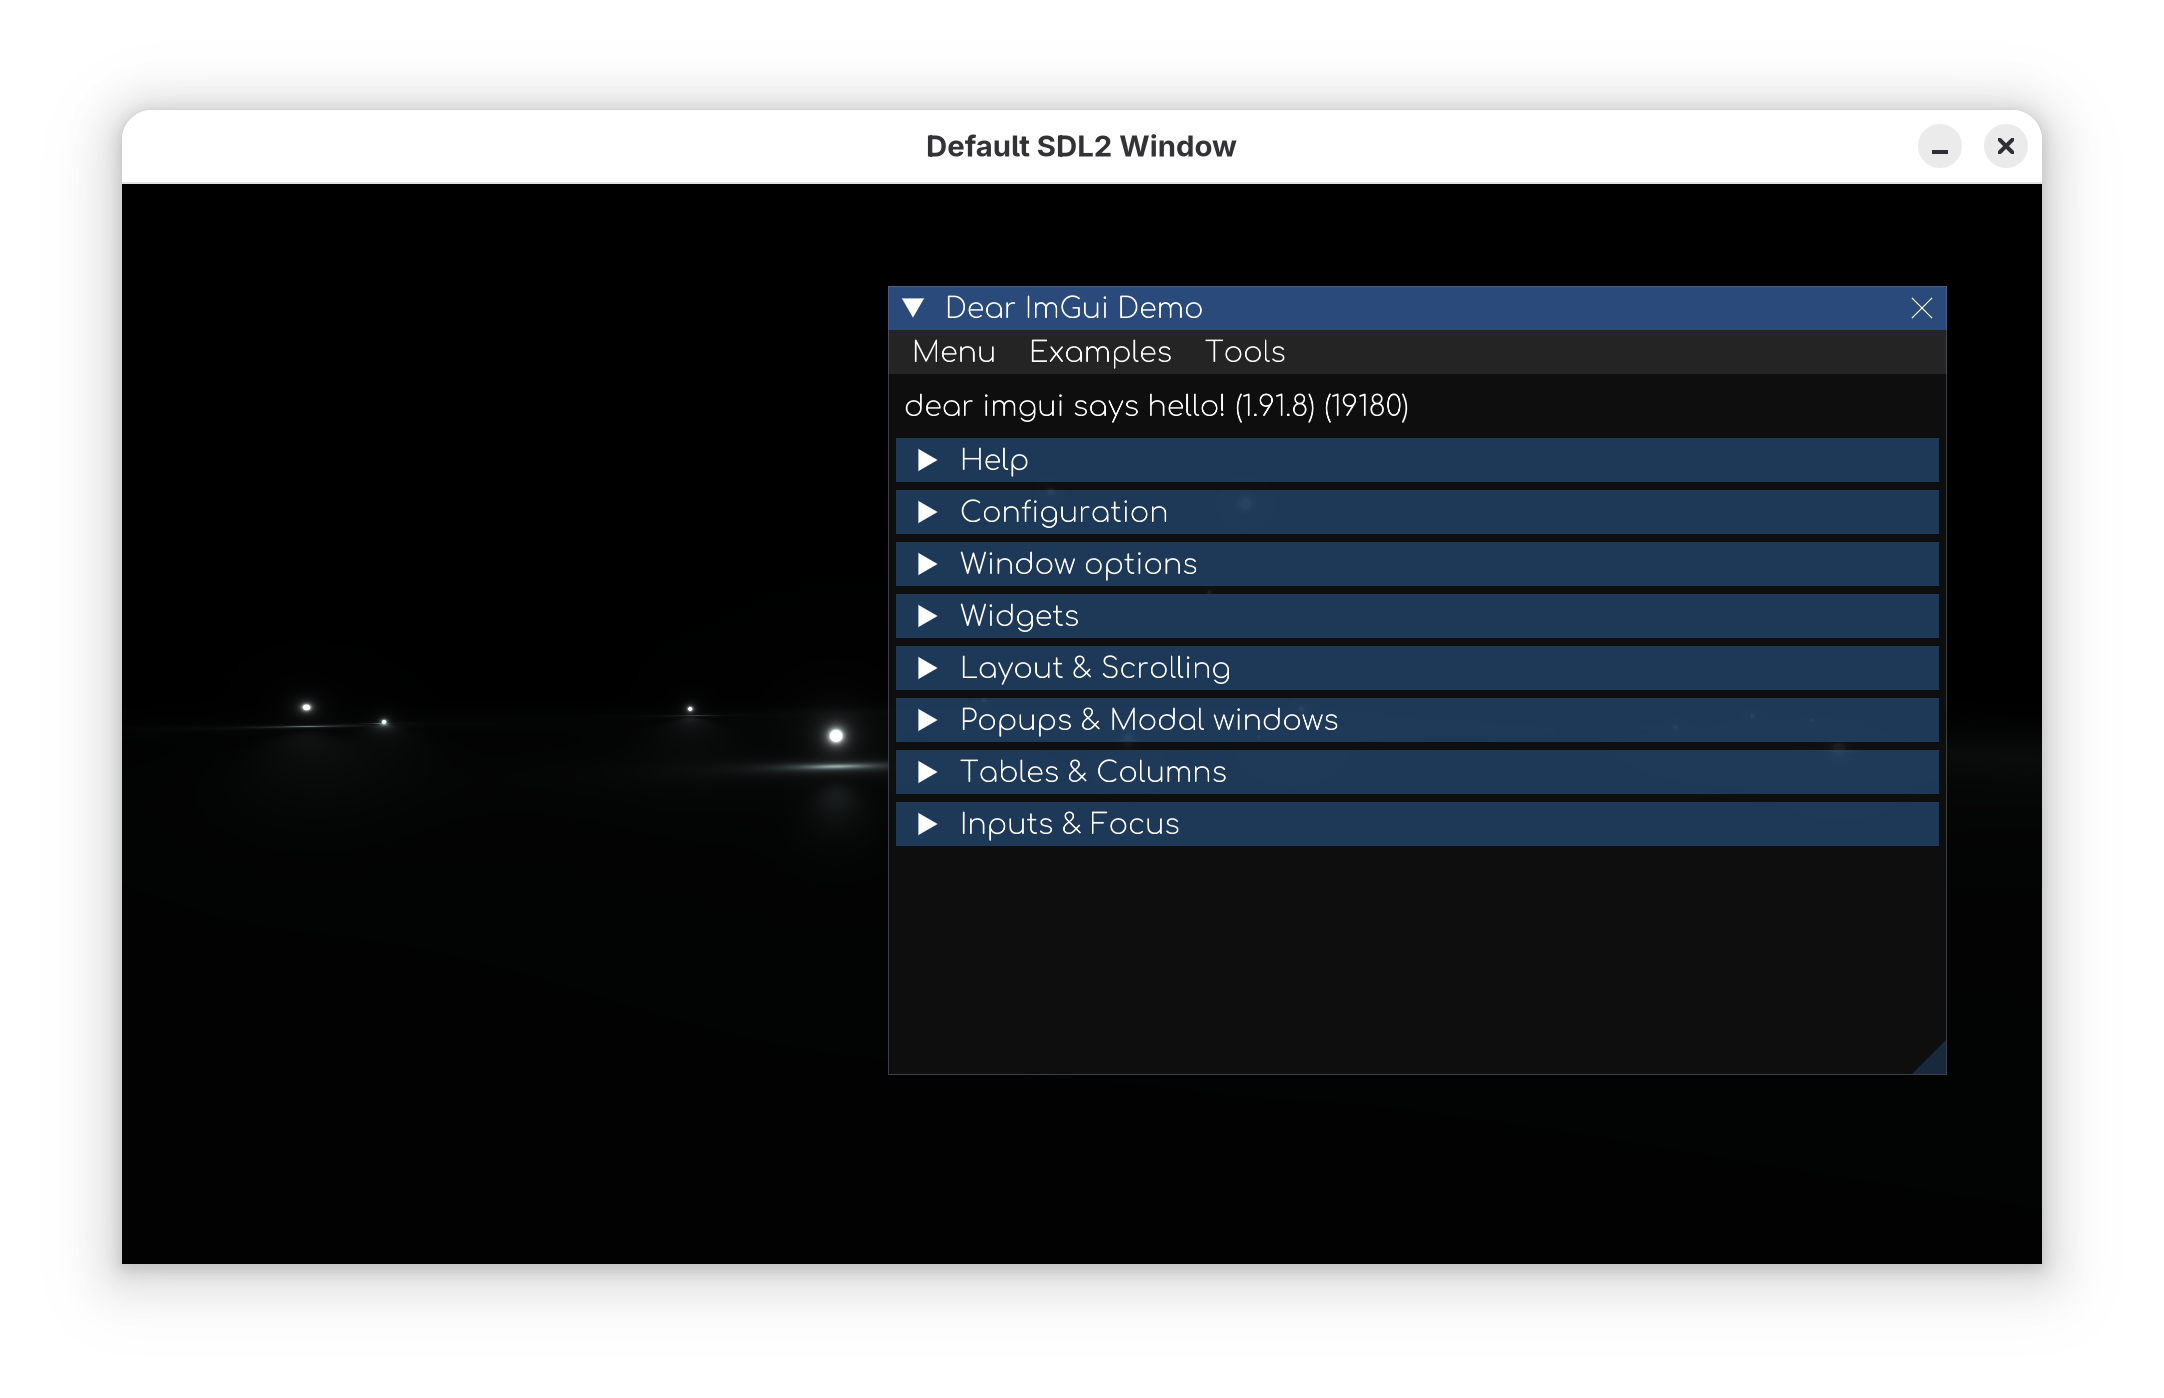 Default SDL2 Window
Dear ImGui Demo
Menu Examples Tools
dear imgui says hello! (1.91.8) (19180)
Help
Configuration
Window options
Widgets
Layout & Scrolling
Popups & Modal windows
Tables & Columns
Inputs & Focus